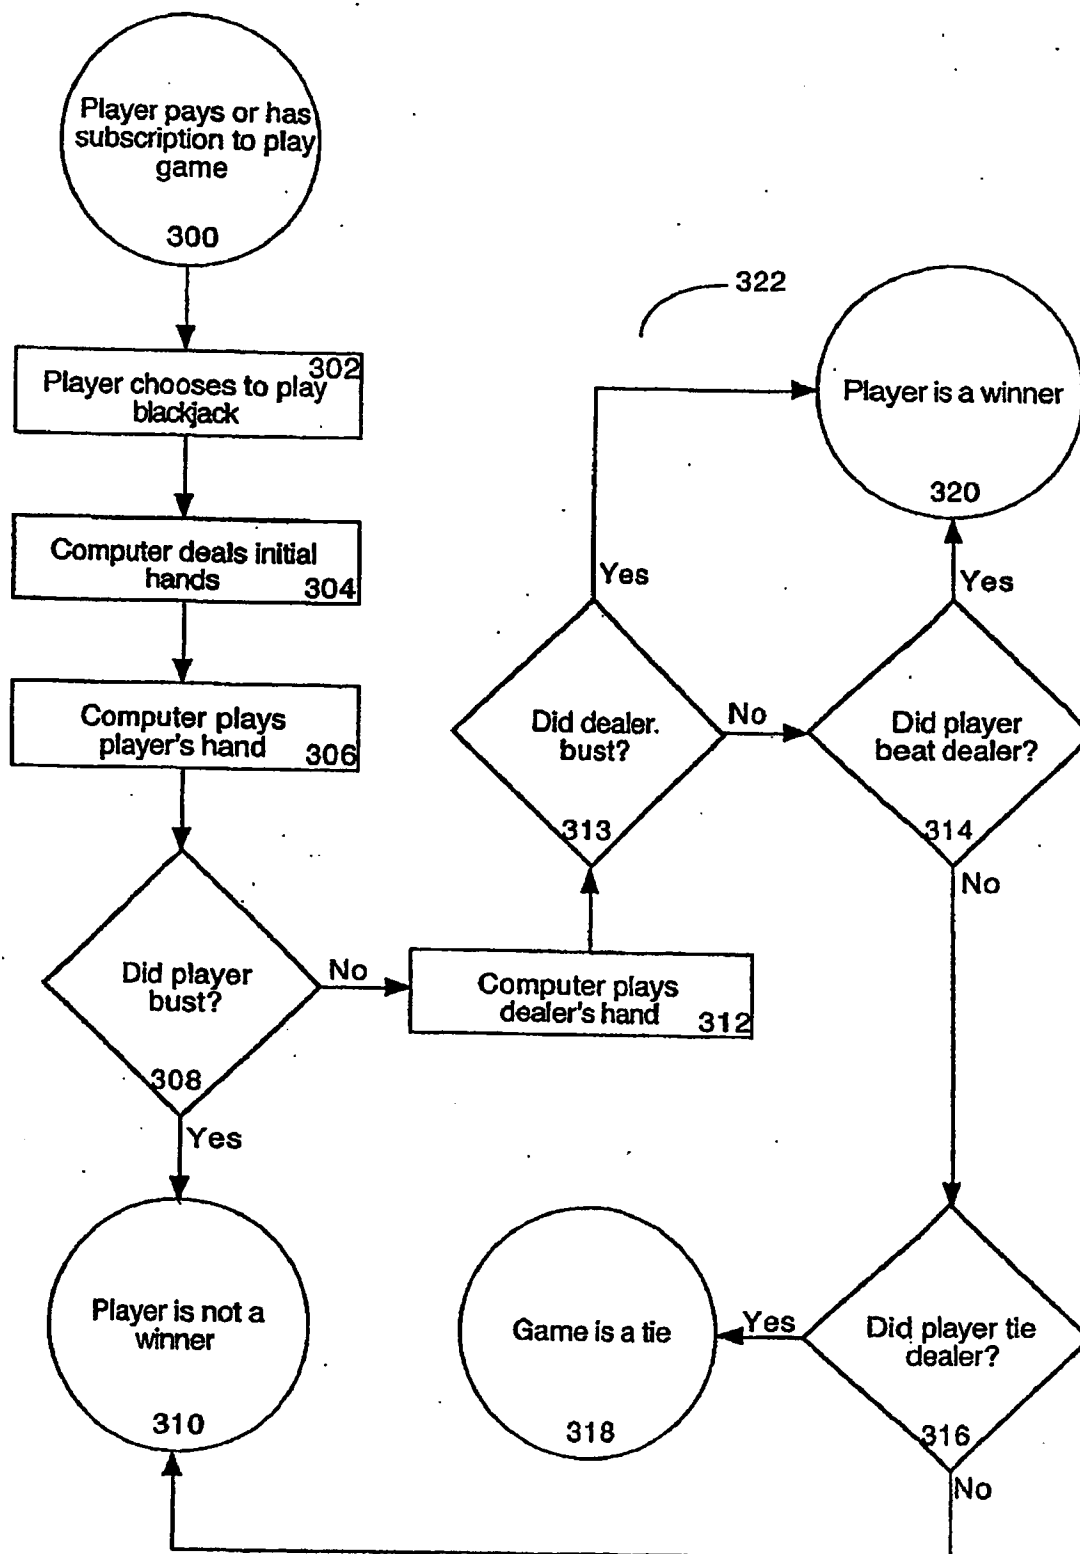 Player pays or has
subscription to play
game
300
302
Player chooses to play
blackjack
Computer deals initial
hands
304
Computer plays
player's hand
306
Did player
bust?
308
No
Yes
Computer plays
dealer's hand
312
Did dealer.
bust?
313
Yes
No
322
Player is a winner
320
Yes
Did player
beat dealer?
314
No
Did player tie
dealer?
316
Yes
No
Game is a tie
318
Player is not a
winner
310